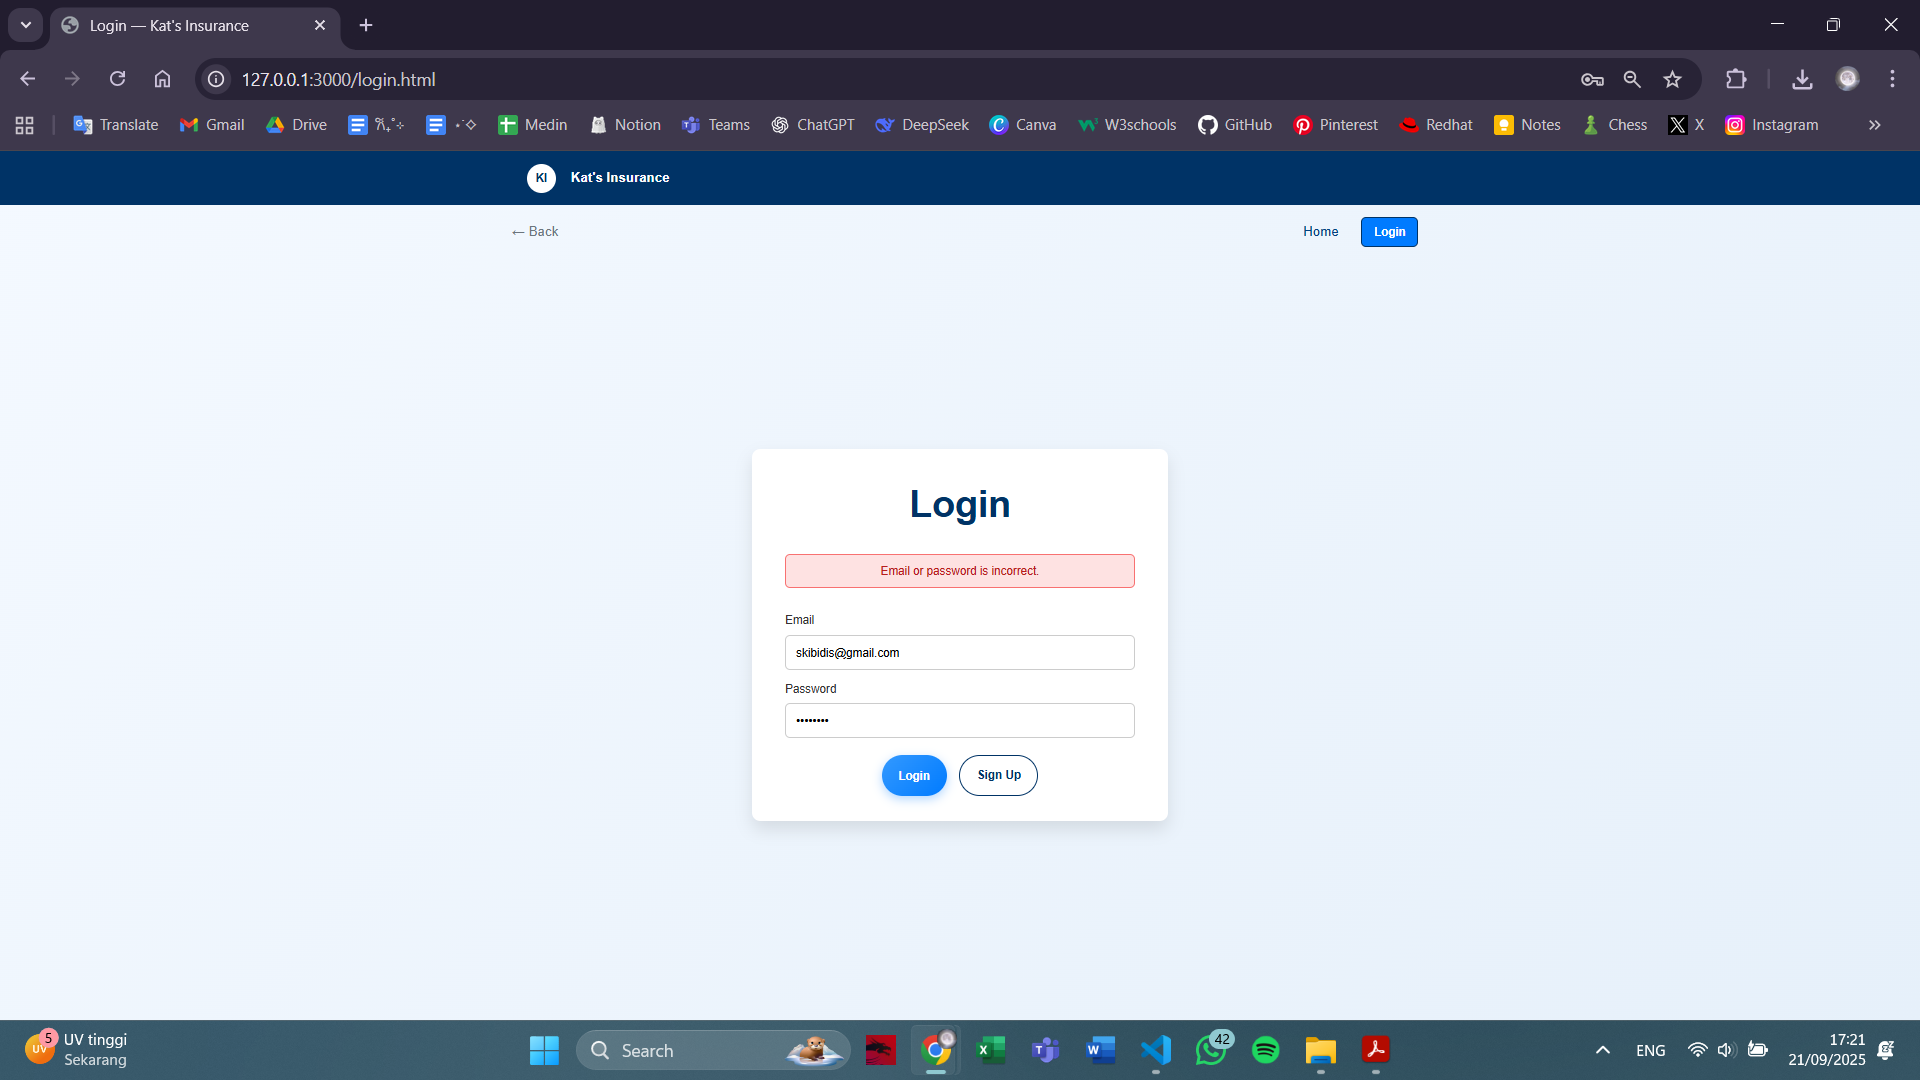 Login — Kat's Insurance
127.0.0.1:3000/login.html
Translate Gmail Drive Medin Notion Teams ChatGPT DeepSeek Canva W3schools GitHub Pinterest Redhat Notes Chess X Instagram
KI Kat's Insurance
← Back Home Login
Login
Email or password is incorrect.
Email
skibidis@gmail.com
Password
••••••••
Login Sign Up
UV 5 UV tinggi
Sekarang
Search
42
ENG
17:21
21/09/2025